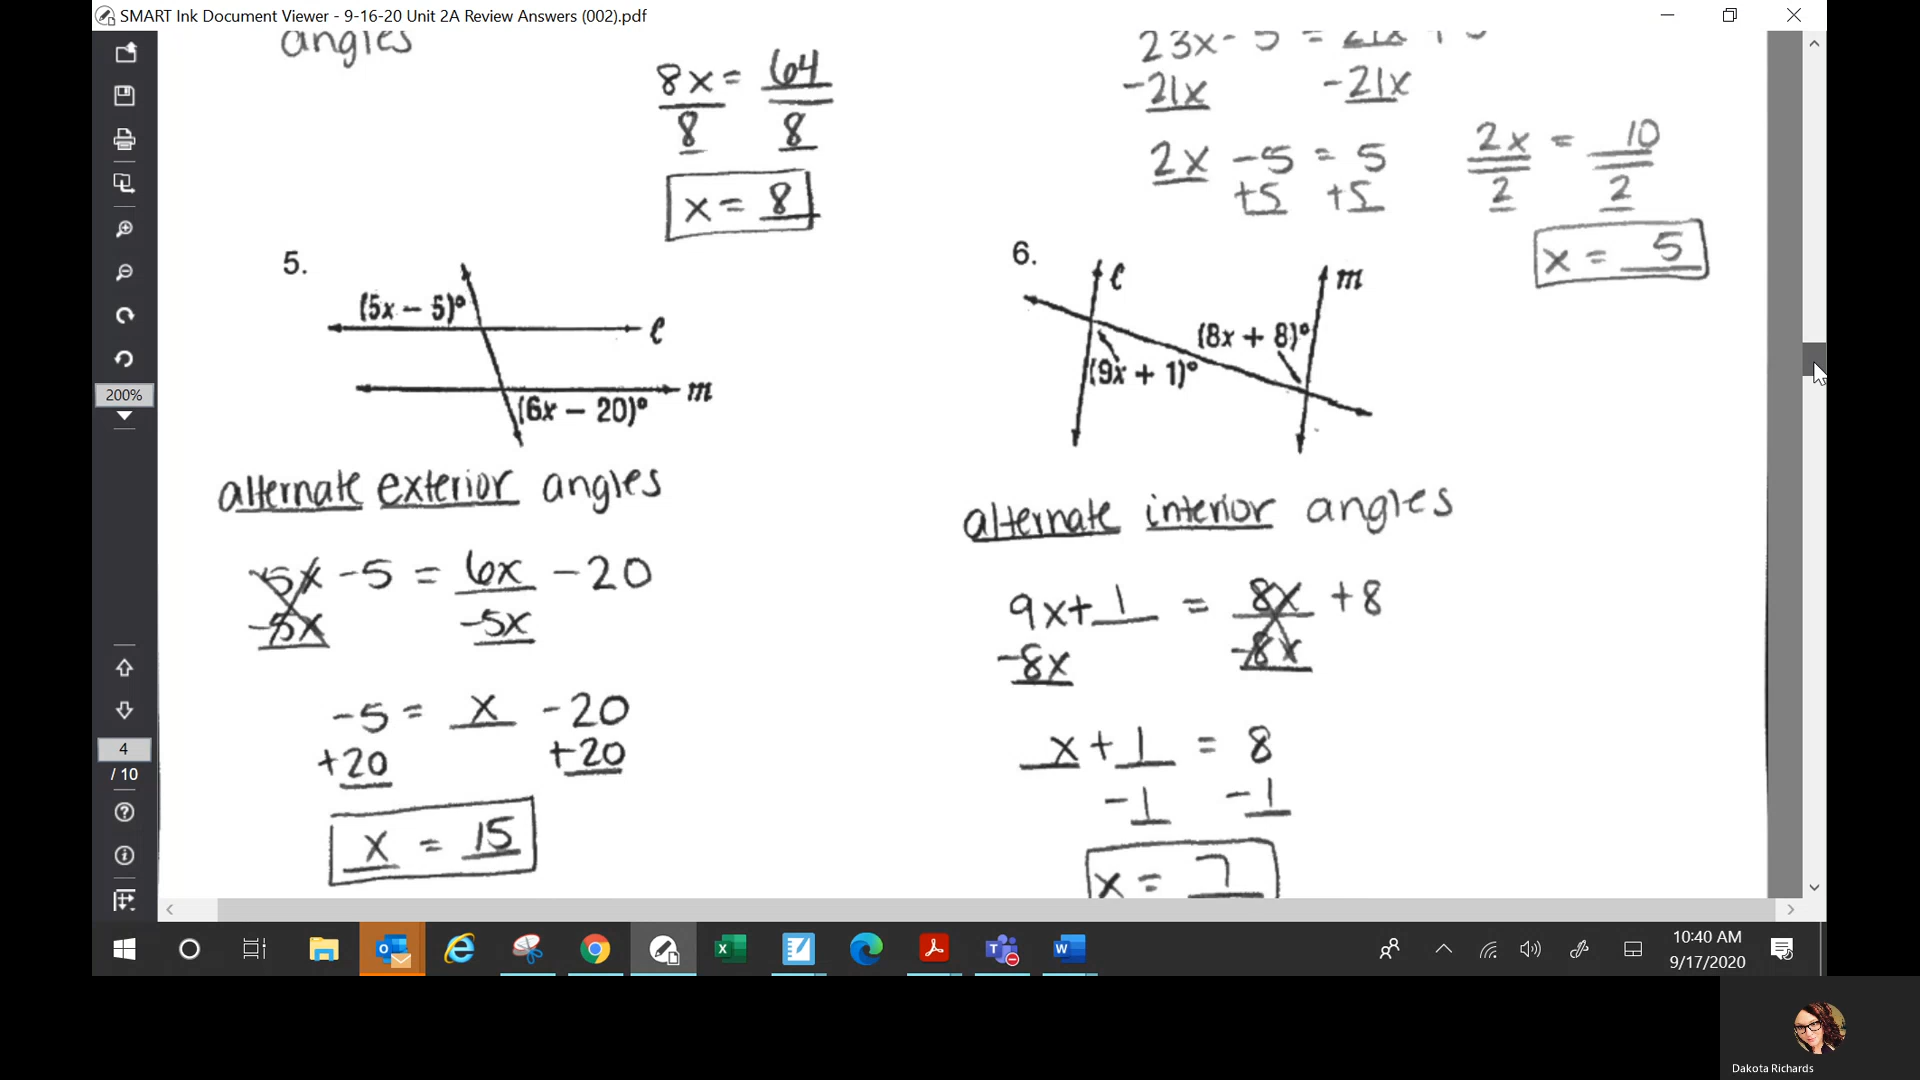 SMART Ink Document Viewer - 9-16-20 Unit 2A Review Answers (002).pdf
angles
8x = 64
8 8
x = 8
23x - 5 = 21x
-21x -21x
2x -5 = 5
+5 +5
2x = 10
2 2
x = 5
5.
(5x – 5)°
ℓ
m
(6x – 20)°
alternate exterior angles
5x -5 = 6x -20
-5x -5x
-5 = x -20
+20 +20
x = 15
6.
ℓ
m
(8x + 8)°
(9x + 1)°
alternate interior angles
9x+1 = 8x +8
-8x -8x
x + 1 = 8
-1 -1
x = 7
200%
4
/ 10
10:40 AM
9/17/2020
Dakota Richards